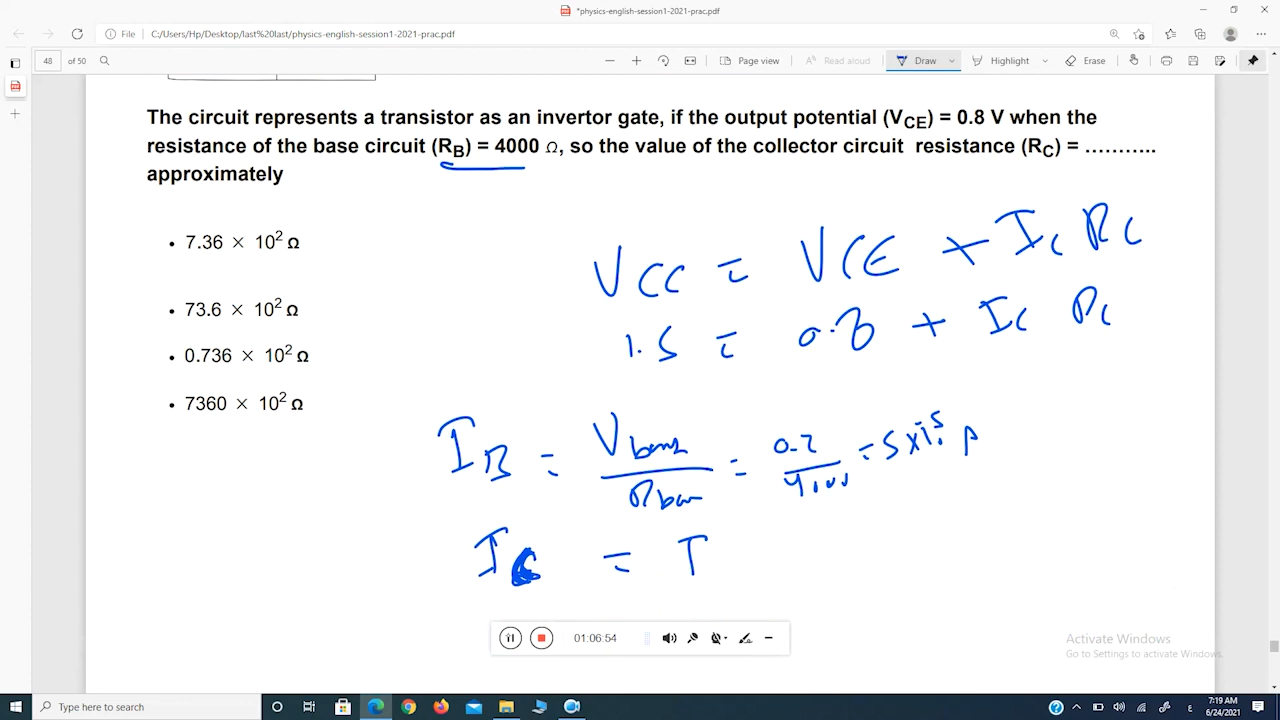 *physics-english-session1-2021-prac.pdf
File | C:/Users/Hp/Desktop/last%20last/physics-english-session1-2021-prac.pdf
48 of 50 Page view Read aloud Draw Highlight Erase
The circuit represents a transistor as an invertor gate, if the output potential (VCE) = 0.8 V when the
resistance of the base circuit (RB) = 4000 Ω, so the value of the collector circuit resistance (RC) = ...........
approximately
• 7.36 × 10² Ω
• 73.6 × 10² Ω
• 0.736 × 10² Ω
• 7360 × 10² Ω
VCC = VCE + IC RC
1.5 = 0.8 + IC RC
IB = Vbase / Rbase = 0.2 / 4000 = 5 × 10⁻⁵ A
IC = I
01:06:54
Activate Windows
Go to Settings to activate Windows.
Type here to search
7:19 AM
6/24/2021